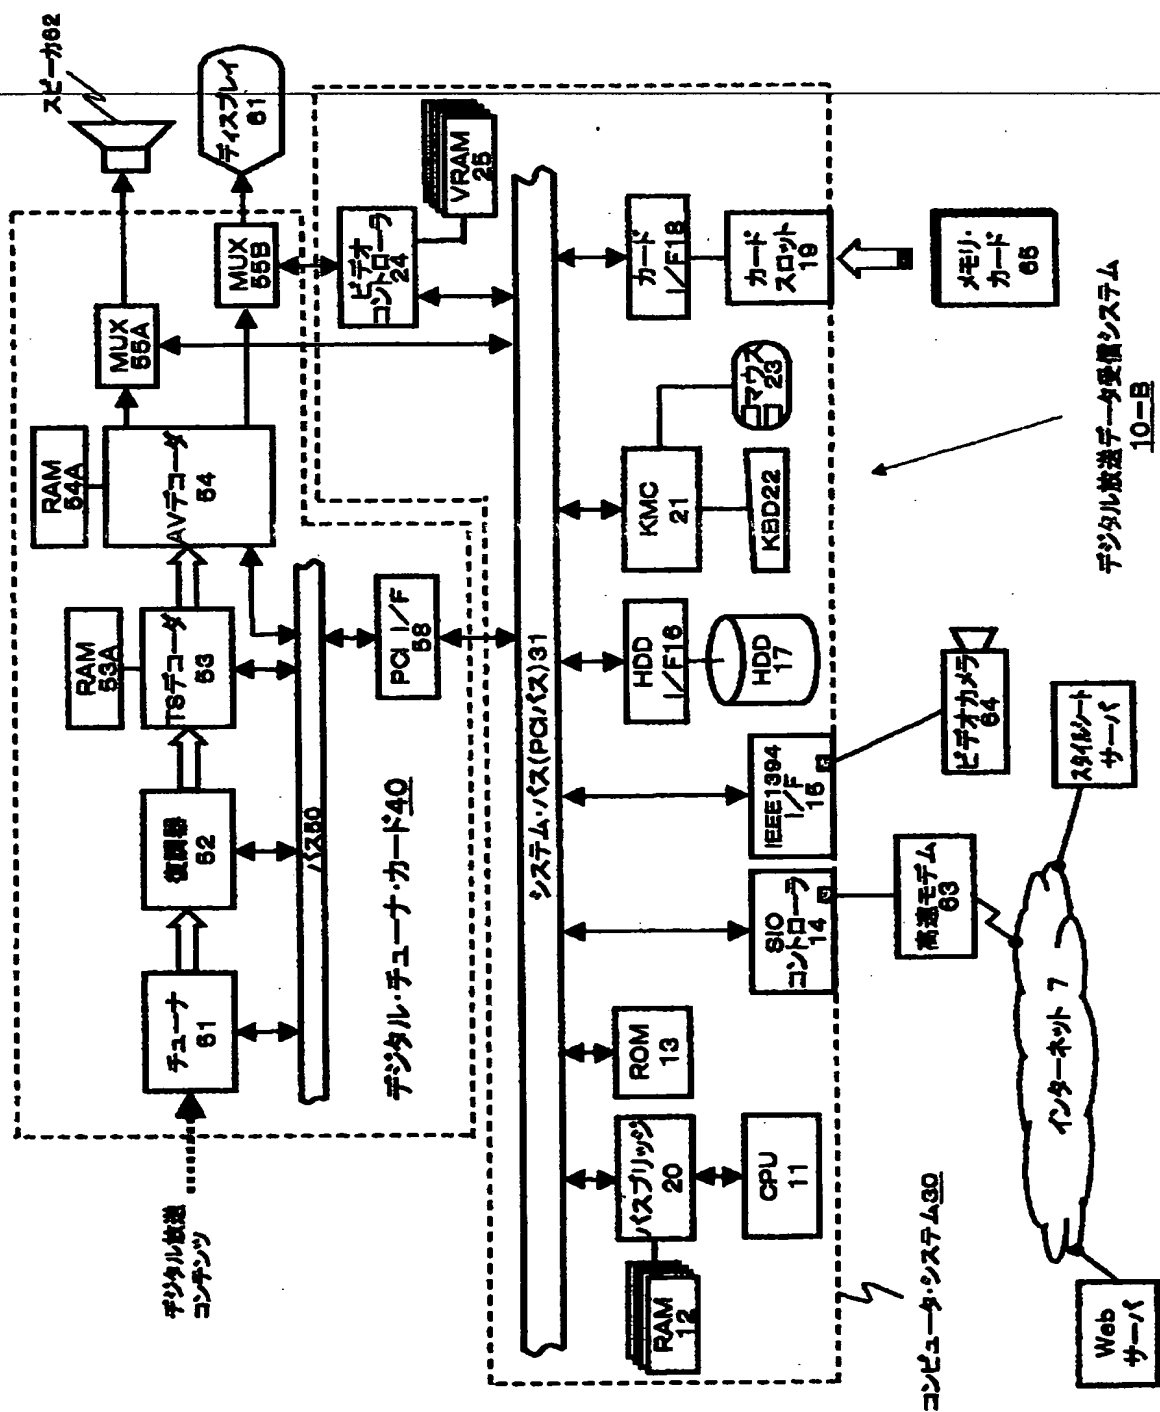 デジタル放送
コンテンツ
チューナ
51
復調器
52
RAM
53A
TSデコーダ
53
RAM
54A
AVデコーダ
54
MUX
55A
MUX
55B
スピーカ62
ディスプレイ
61
バス50
PCI I/F
58
デジタル・チューナ・カード40
ビデオ
コントローラ
24
VRAM
25
システム・バス(PCIバス)31
RAM
12
バスブリッジ
20
CPU
11
ROM
13
SIO
コントローラ
14
IEEE1394
I/F
15
HDD
I/F16
HDD
17
KMC
21
KBD22
マウス
23
カード
I/F18
カード
スロット
19
メモリ・
カード
65
コンピュータ・システム30
高速モデム
63
ビデオカメラ
64
デジタル放送データ受信システム
10-B
インターネット 7
Web
サーバ
スタイルシート
サーバ